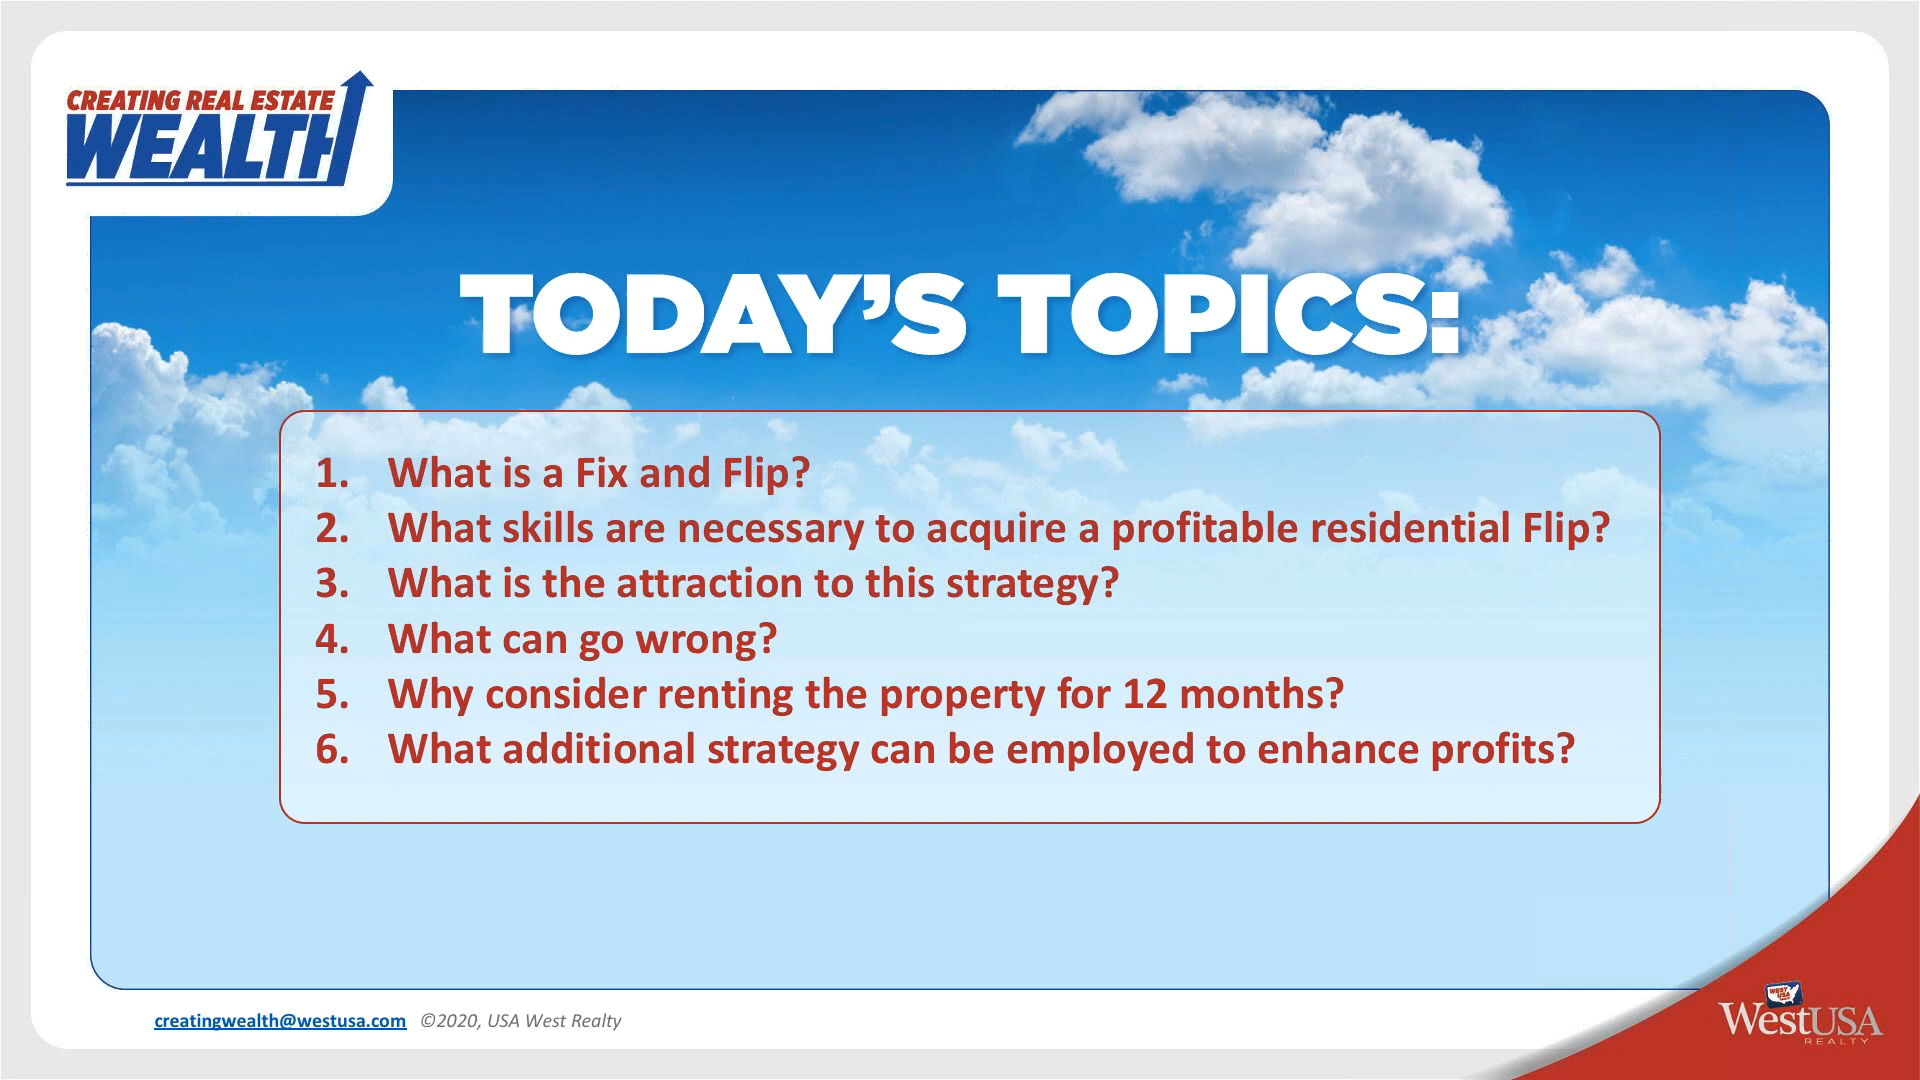 CREATING REAL ESTATE
WEALTH
TODAY’S TOPICS:
1. What is a Fix and Flip?
2. What skills are necessary to acquire a profitable residential Flip?
3. What is the attraction to this strategy?
4. What can go wrong?
5. Why consider renting the property for 12 months?
6. What additional strategy can be employed to enhance profits?
creatingwealth@westusa.com ©2020, USA West Realty
WEST
USA
WestUSA
REALTY